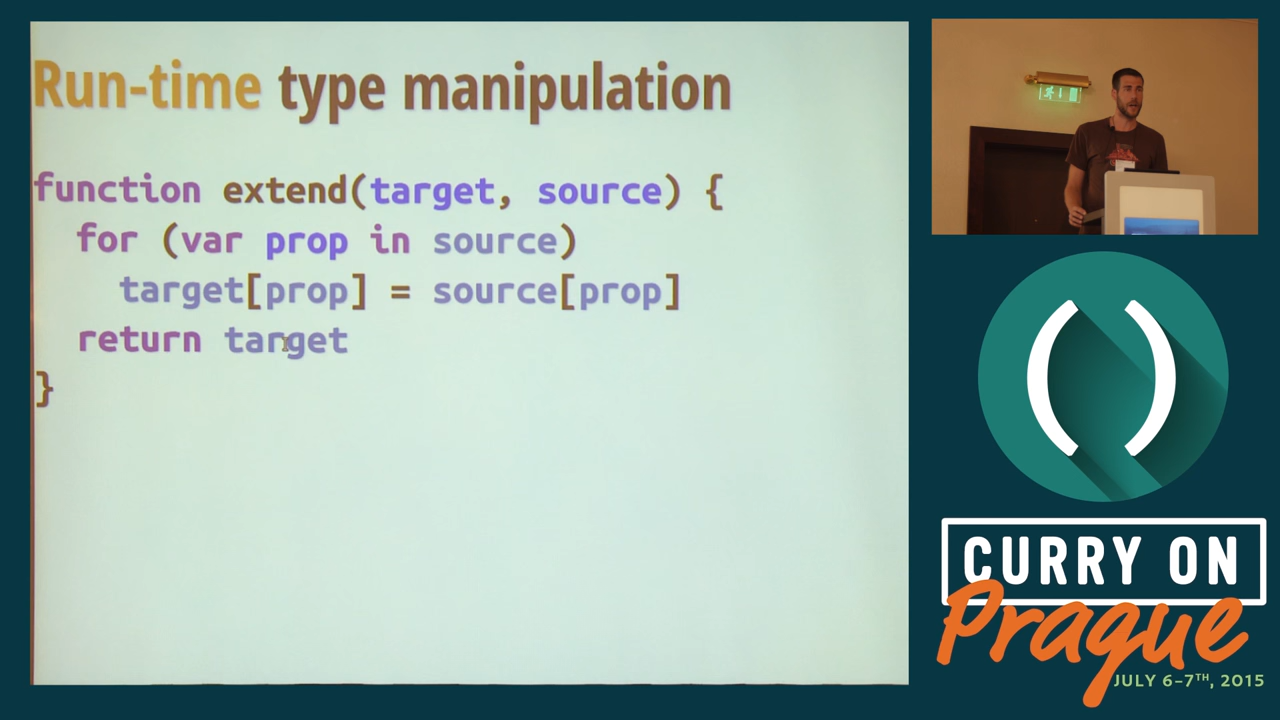 Run-time type manipulation
function extend(target, source) {
  for (var prop in source)
    target[prop] = source[prop]
  return target
}
( )
CURRY ON
Prague
JULY 6-7TH, 2015